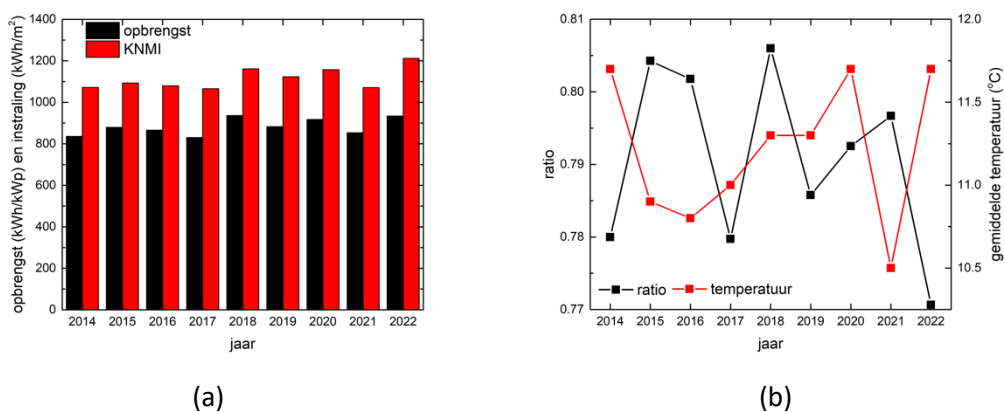 opbrengst (kWh/kWp) en instraling (kWh/m²)
1400
1200
1000
800
600
400
200
0
opbrengst
KNMI
2014 2015 2016 2017 2018 2019 2020 2021 2022
jaar
(a)
ratio
0.81
0.80
0.79
0.78
0.77
ratio temperatuur
2014 2015 2016 2017 2018 2019 2020 2021 2022
jaar
12.0
11.5
11.0
10.5
gemiddelde temperatuur (°C)
(b)